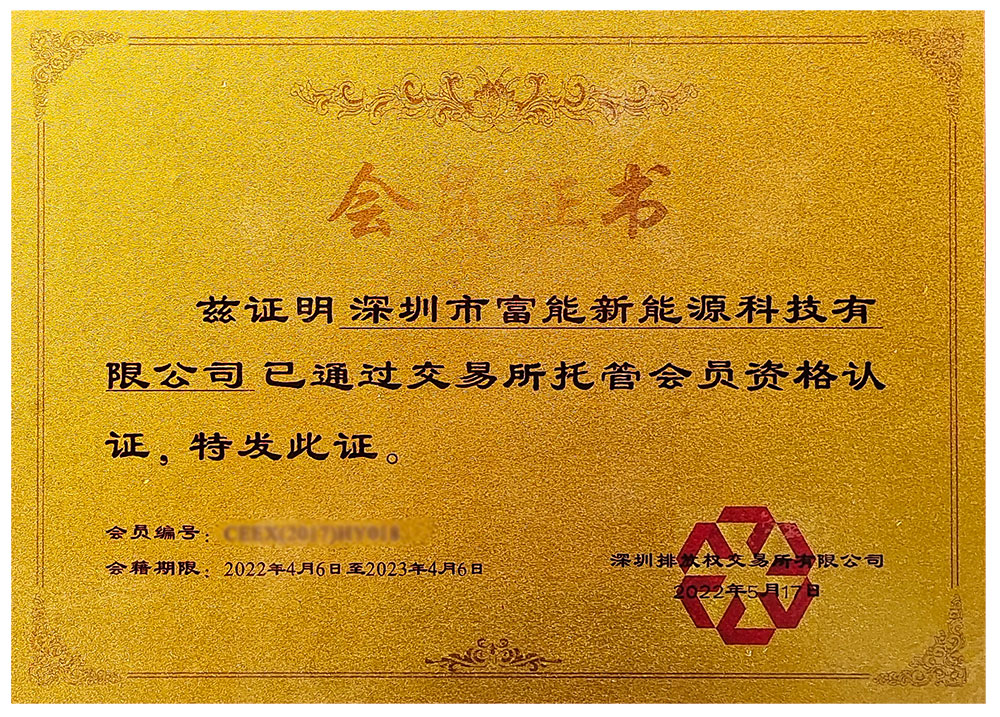 会员证书
兹证明 深圳市富能新能源科技有
限公司 已通过交易所托管会员资格认
证，特发此证。
会员编号：
会籍期限：2022年4月6日至2023年4月6日
深圳排放权交易所有限公司
2022年5月17日